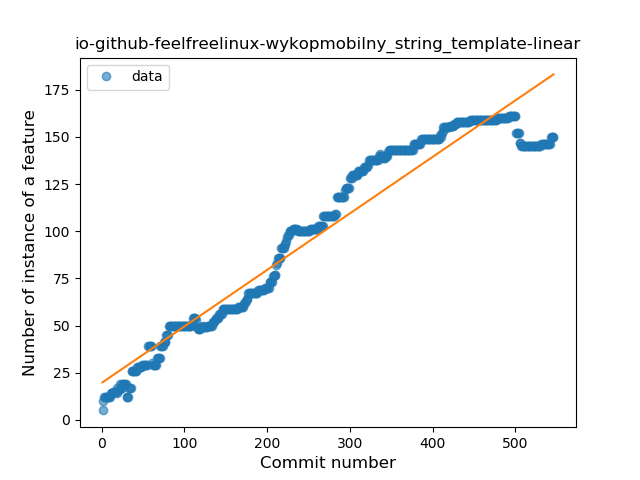 io-github-feelfreelinux-wykopmobilny_string_template-linear
data
Number of instance of a feature
175
150
125
100
75
50
25
0
0 100 200 300 400 500
Commit number